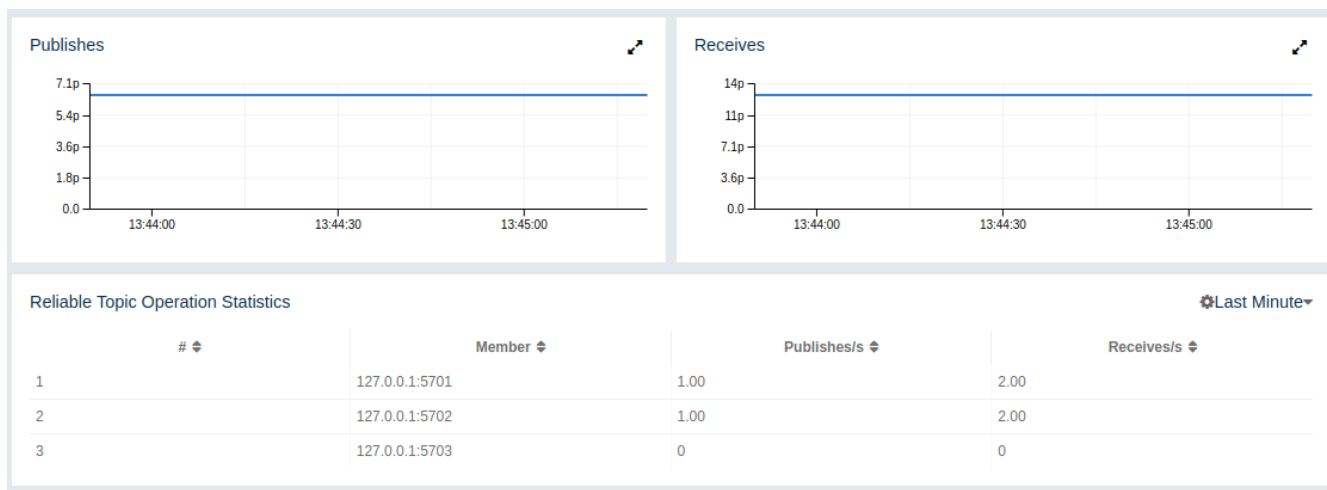 Publishes
7.1p
5.4p
3.6p
1.8p
0.0
13:44:00 13:44:30 13:45:00
Receives
14p
11p
7.1p
3.6p
0.0
13:44:00 13:44:30 13:45:00
Reliable Topic Operation Statistics Last Minute
# Member Publishes/s Receives/s
1 127.0.0.1:5701 1.00 2.00
2 127.0.0.1:5702 1.00 2.00
3 127.0.0.1:5703 0 0